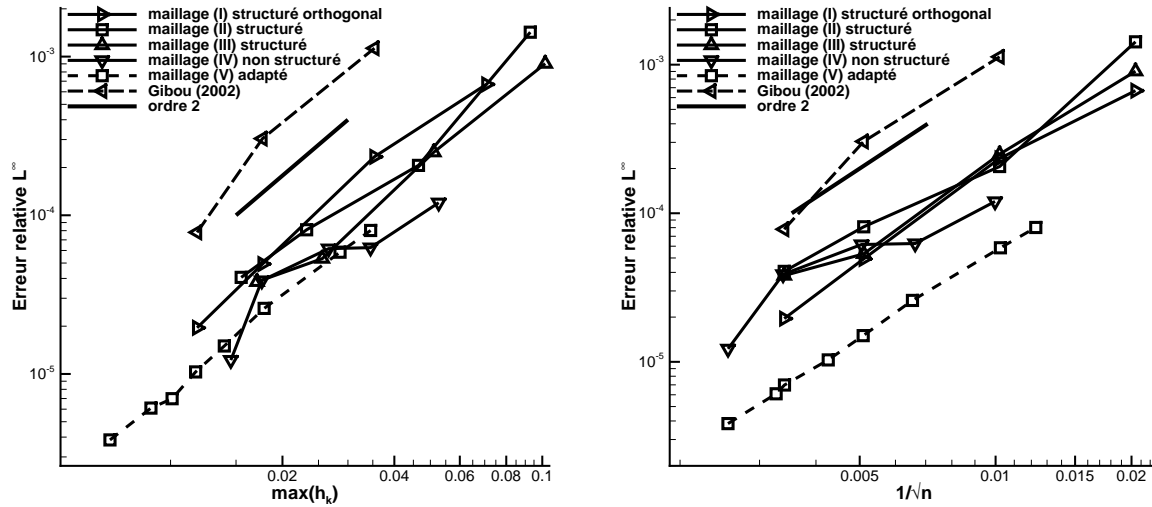 maillage (I) structuré orthogonal
maillage (II) structuré
maillage (III) structuré
maillage (IV) non structuré
maillage (V) adapté
Gibou (2002)
ordre 2
10⁻³
10⁻⁴
10⁻⁵
Erreur relative L∞
0.02
0.04
0.06
0.08
0.1
max(hₖ)
maillage (I) structuré orthogonal
maillage (II) structuré
maillage (III) structuré
maillage (IV) non structuré
maillage (V) adapté
Gibou (2002)
ordre 2
10⁻³
10⁻⁴
10⁻⁵
Erreur relative L∞
0.005
0.01
0.015
0.02
1/√n